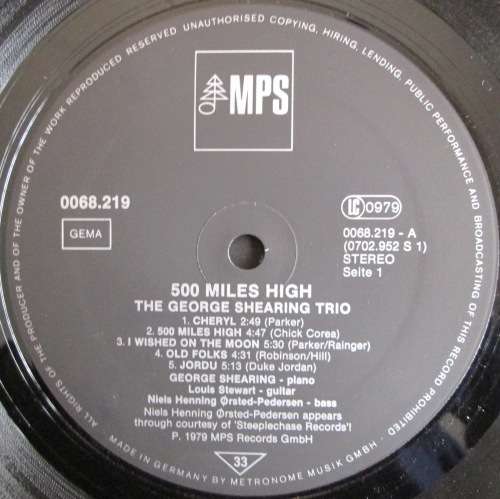 ALL RIGHTS OF THE PRODUCER AND OF THE OWNER OF THE WORK REPRODUCED RESERVED UNAUTHORISED COPYING, HIRING, LENDING, PUBLIC PERFORMANCE AND BROADCASTING OF THIS RECORD PROHIBITED
MPS
0068.219
GEMA
LC 0979
0068.219 - A
(0702.952 S 1)
STEREO
Seite 1
500 MILES HIGH
THE GEORGE SHEARING TRIO
1. CHERYL 2:49 (Parker)
2. 500 MILES HIGH 4:47 (Chick Corea)
3. I WISHED ON THE MOON 5:30 (Parker/Rainger)
4. OLD FOLKS 4:31 (Robinson/Hill)
5. JORDU 5:13 (Duke Jordan)
GEORGE SHEARING - piano
Louis Stewart - guitar
Niels Henning Ørsted-Pedersen - bass
Niels Henning Ørsted-Pedersen appears
through courtesy of 'Steeplechase Records'!
P. 1979 MPS Records GmbH
33
MADE IN GERMANY BY METRONOME MUSIK GMBH ·